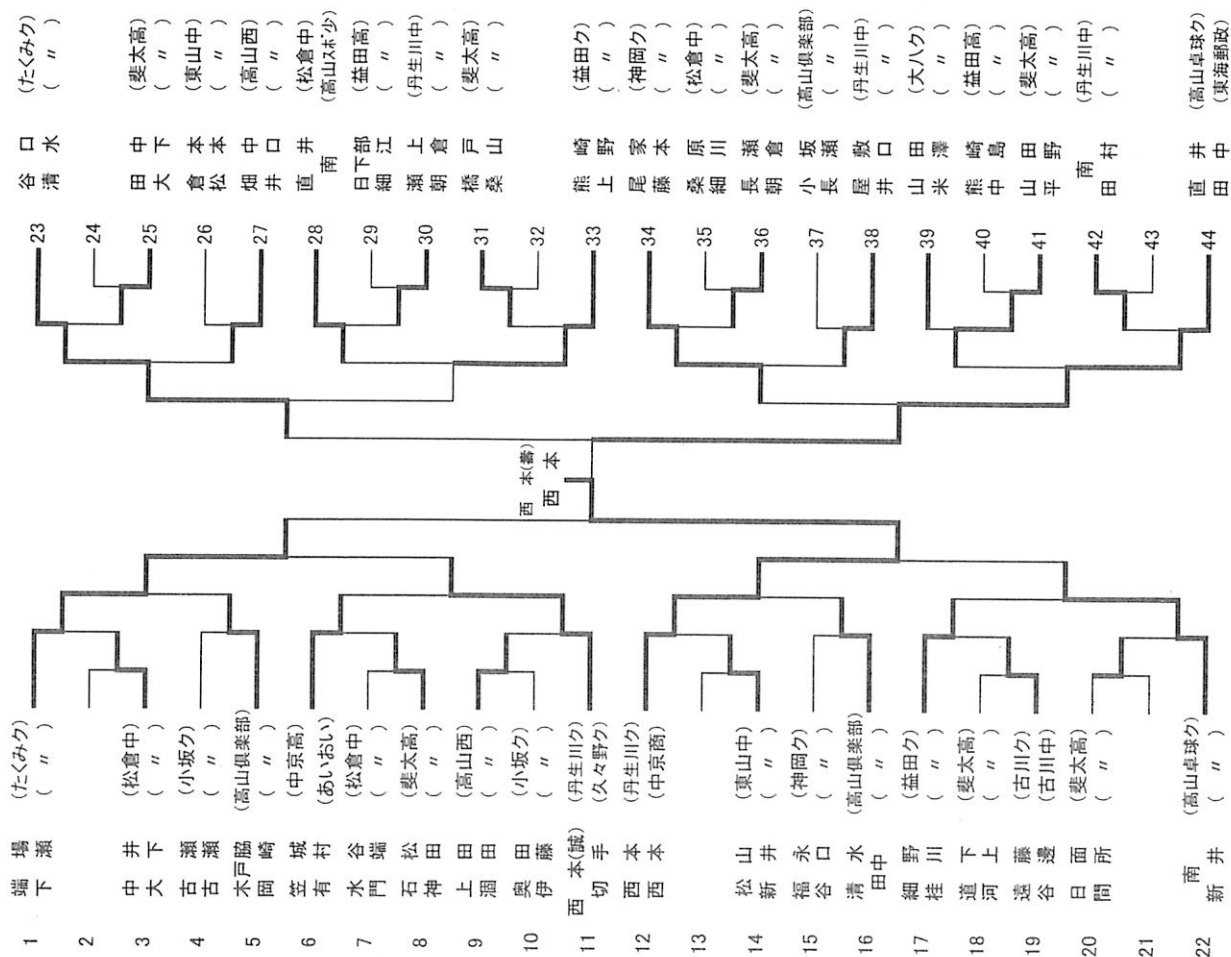 1 端場 (たくみク)
下瀬 ( 〃 )
2
3 中井 (松倉中)
大下 ( 〃 )
4 古瀬 (小坂ク)
古瀬 ( 〃 )
5 木戸脇 (高山倶楽部)
岡崎 ( 〃 )
6 笠城 (中京高)
有村 (あいおい)
7 水谷 (松倉中)
門端 ( 〃 )
8 石松 (斐太高)
神田 ( 〃 )
9 上田 (高山西)
洞田 ( 〃 )
10 奥田 (小坂ク)
伊藤 ( 〃 )
11 西本(誠) (丹生川ク)
切手 (久々野ク)
12 西本 (丹生川ク)
西本 (中京商)
13
14 松山 (東山中)
新井 ( 〃 )
15 福永 (神岡ク)
谷口 ( 〃 )
16 清水 (高山倶楽部)
田中 ( 〃 )
17 細野 (益田ク)
桂川 ( 〃 )
18 道下 (斐太高)
河上 ( 〃 )
19 遠藤 (古川ク)
谷邊 (古川中)
20 日面 (斐太高)
間所 ( 〃 )
21
22 南 (高山卓球ク)
新井 ( 〃 )
西本(壽)
西本
23 谷口 (たくみク)
清水 ( 〃 )
24
25 田中 (斐太高)
大下 ( 〃 )
26 倉本 (東山中)
松本 ( 〃 )
27 畑中 (高山西)
井口 ( 〃 )
28 直井 (松倉中)
南 (高山スポ少)
29 日下部 (益田高)
細江 ( 〃 )
30 瀬上 (丹生川中)
朝倉 ( 〃 )
31 橋戸 (斐太高)
桑山 ( 〃 )
32
33 熊崎 (益田ク)
上野 ( 〃 )
34 尾家 (神岡ク)
藤本 ( 〃 )
35 桑原 (松倉中)
細川 ( 〃 )
36 長瀬 (斐太高)
朝倉 ( 〃 )
37 小坂 (高山倶楽部)
長瀬 ( 〃 )
38 屋敷 (丹生川中)
井口 ( 〃 )
39 山田 (大八ク)
米澤 ( 〃 )
40 熊崎 (益田高)
中島 ( 〃 )
41 山田 (斐太高)
平野 ( 〃 )
42 南 (丹生川中)
田村 ( 〃 )
43
44 直井 (高山卓球ク)
田中 (東海郵政)